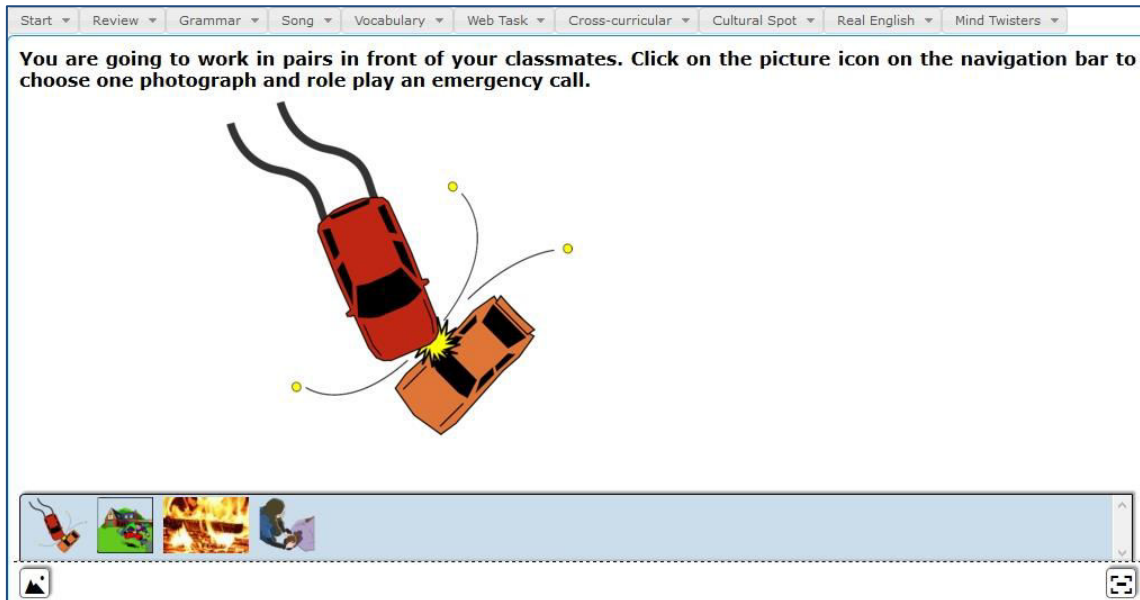 Start Review Grammar Song Vocabulary Web Task Cross-curricular Cultural Spot Real English Mind Twisters
You are going to work in pairs in front of your classmates. Click on the picture icon on the navigation bar to
choose one photograph and role play an emergency call.